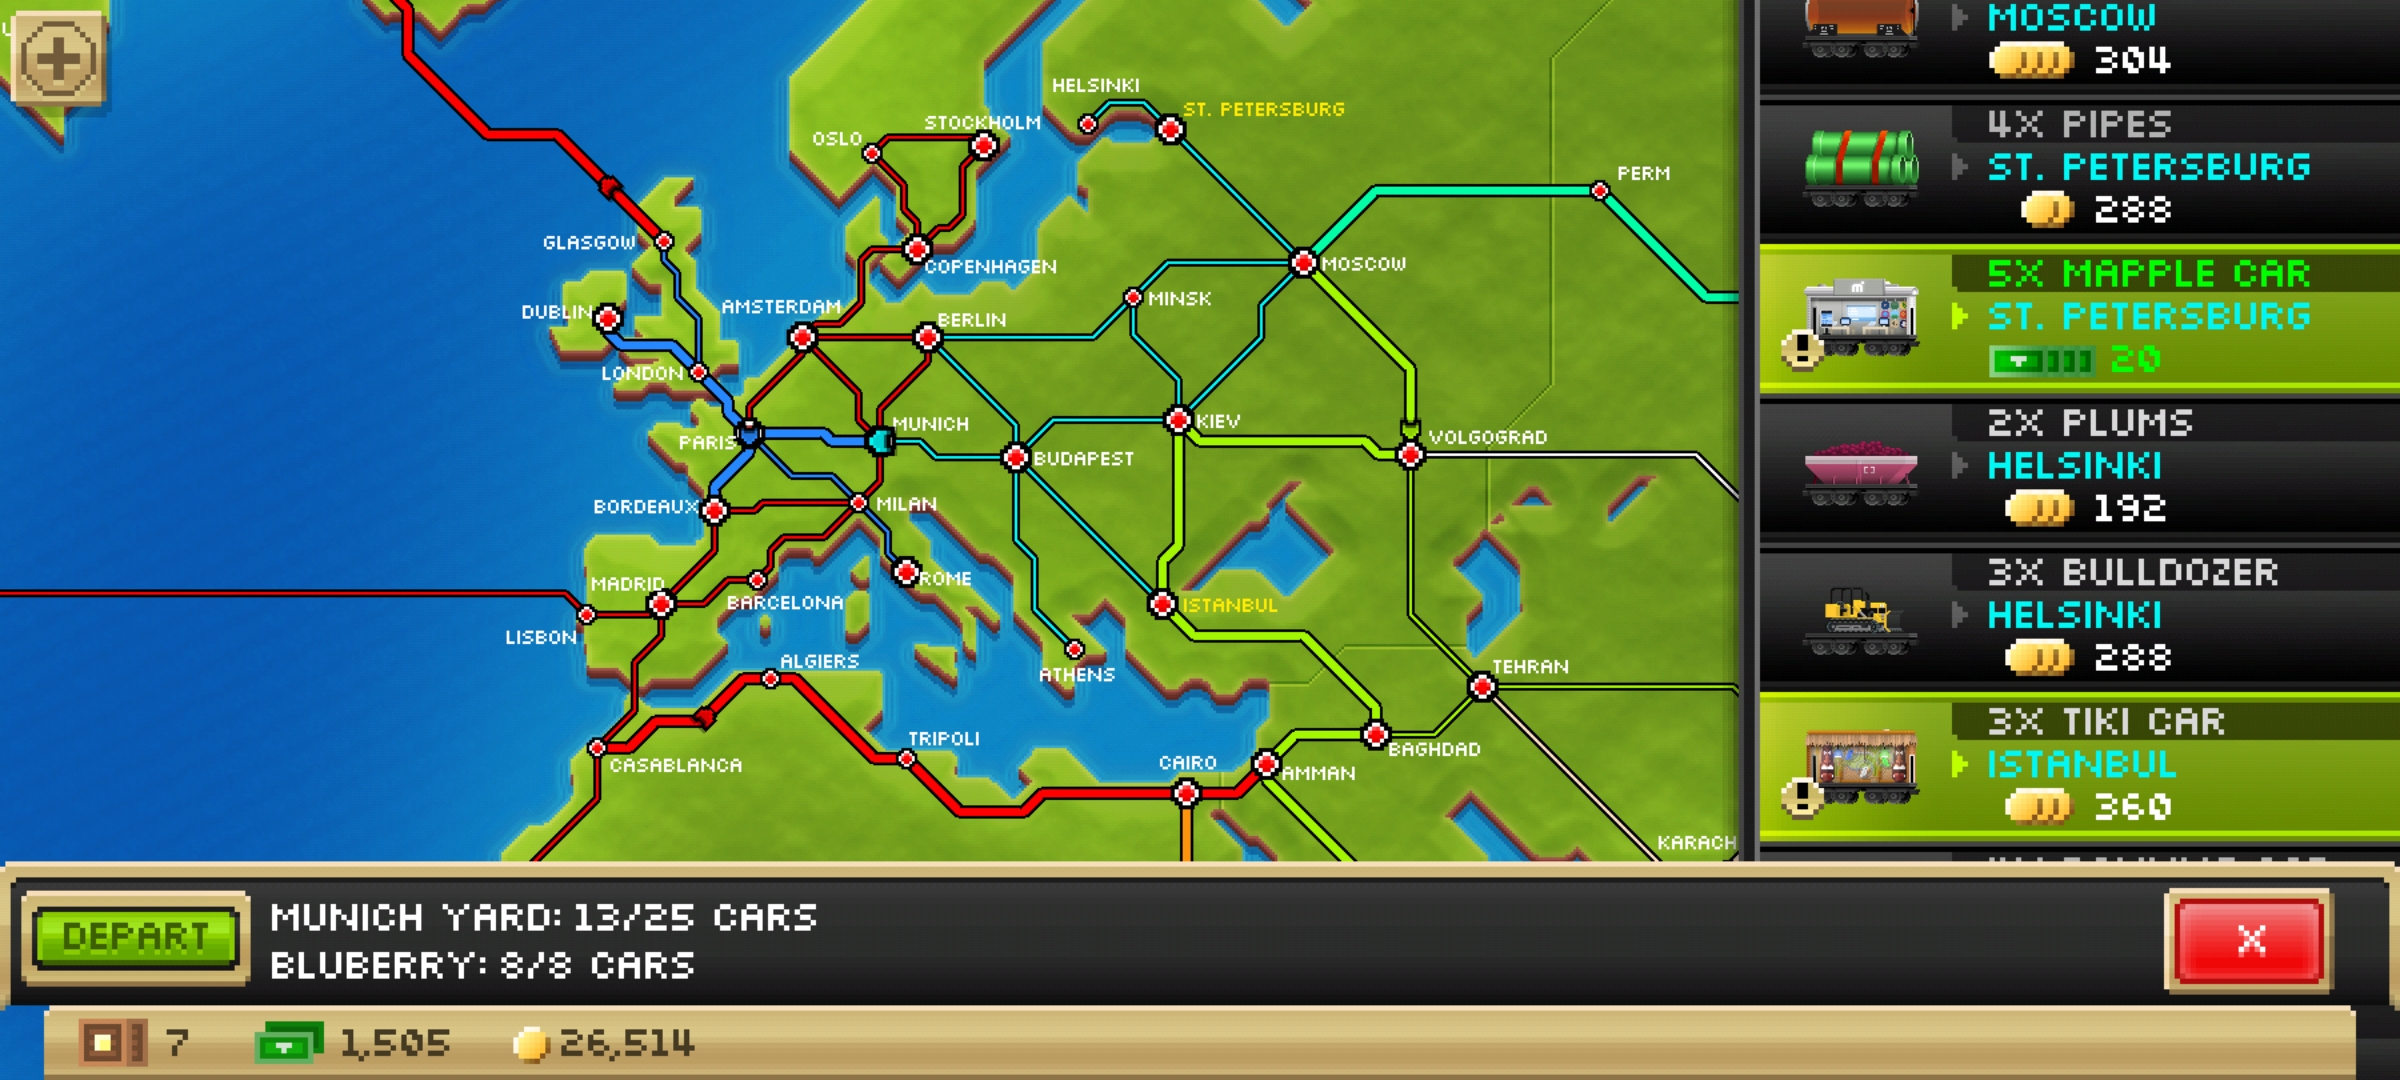 HELSINKI
ST. PETERSBURG
STOCKHOLM
OSLO
PERM
GLASGOW
COPENHAGEN
MOSCOW
MINSK
DUBLIN
AMSTERDAM
BERLIN
LONDON
PARIS
MUNICH
KIEV
VOLGOGRAD
BUDAPEST
BORDEAUX
MILAN
MADRID
ROME
BARCELONA
ISTANBUL
LISBON
ALGIERS
ATHENS
TEHRAN
TRIPOLI
CASABLANCA
CAIRO
BAGHDAD
AMMAN
KARACH
MOSCOW
304
4X PIPES
ST. PETERSBURG
288
5X MAPPLE CAR
ST. PETERSBURG
20
2X PLUMS
HELSINKI
192
3X BULLDOZER
HELSINKI
288
3X TIKI CAR
ISTANBUL
360
DEPART
MUNICH YARD: 13/25 CARS
BLUBERRY: 8/8 CARS
X
7
1,505
26,514